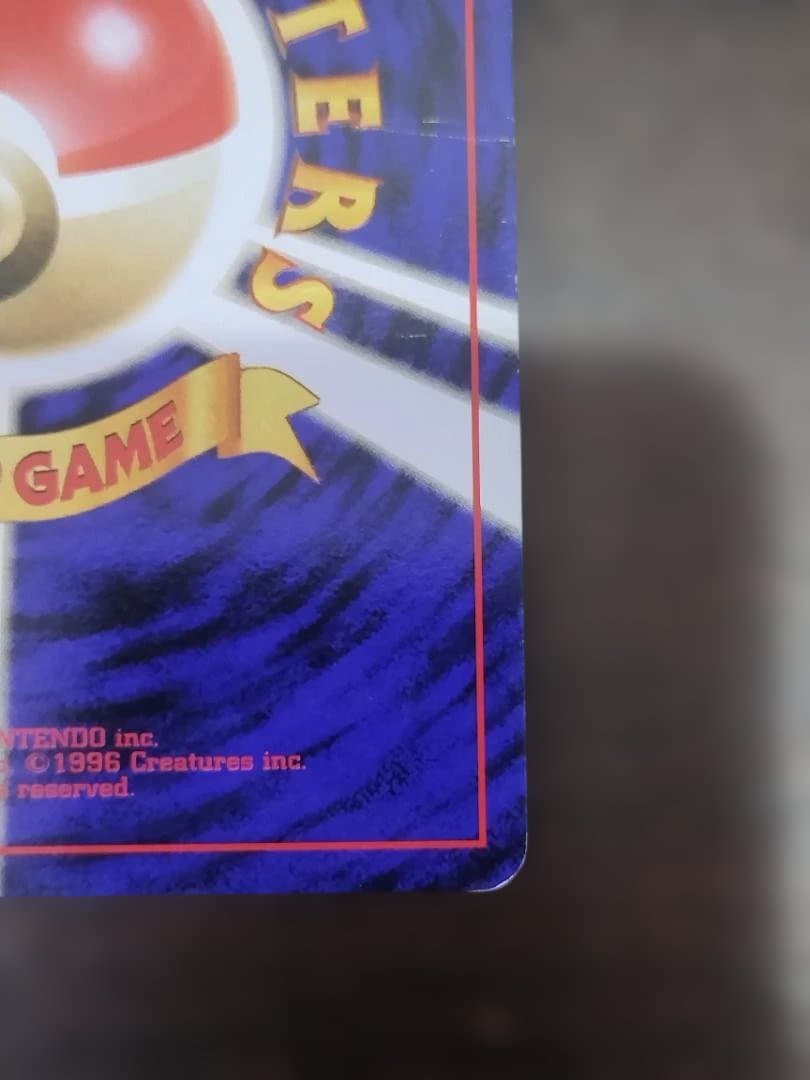 TERS
GAME
NTENDO inc.
s ©1996 Creatures inc.
s reserved.